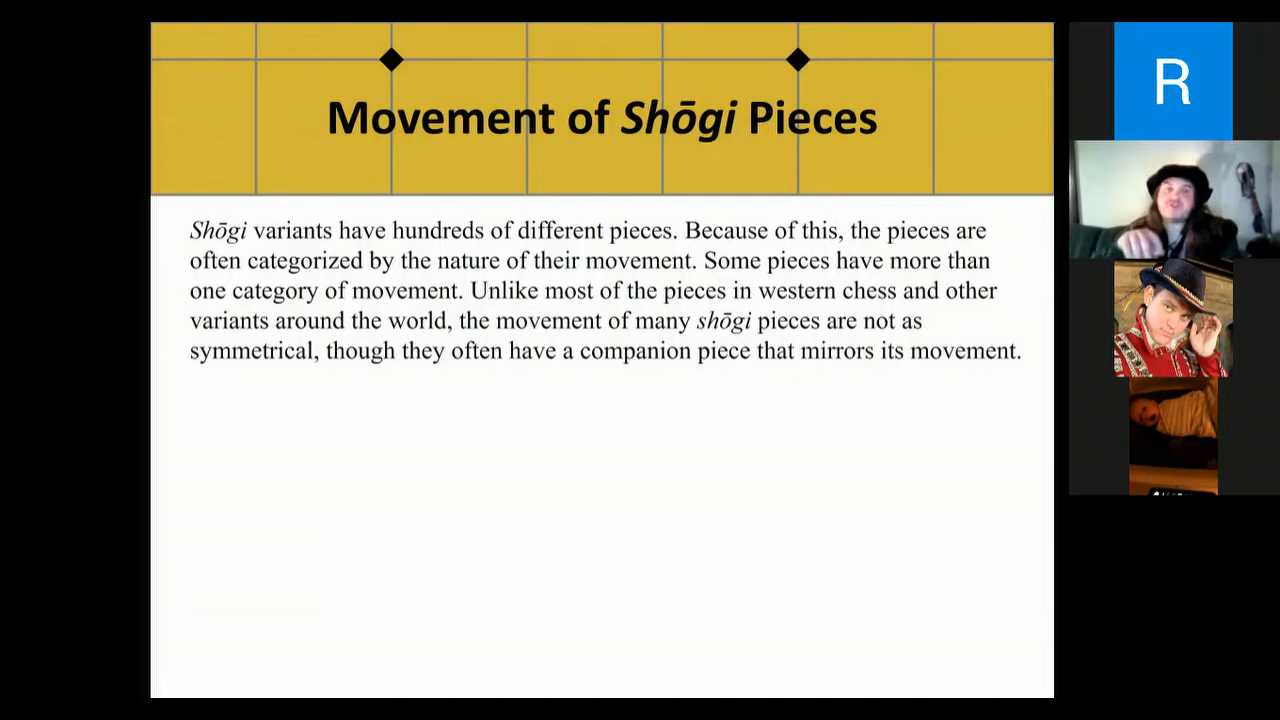 Movement of Shōgi Pieces
R
Shōgi variants have hundreds of different pieces. Because of this, the pieces are
often categorized by the nature of their movement. Some pieces have more than
one category of movement. Unlike most of the pieces in western chess and other
variants around the world, the movement of many shōgi pieces are not as
symmetrical, though they often have a companion piece that mirrors its movement.